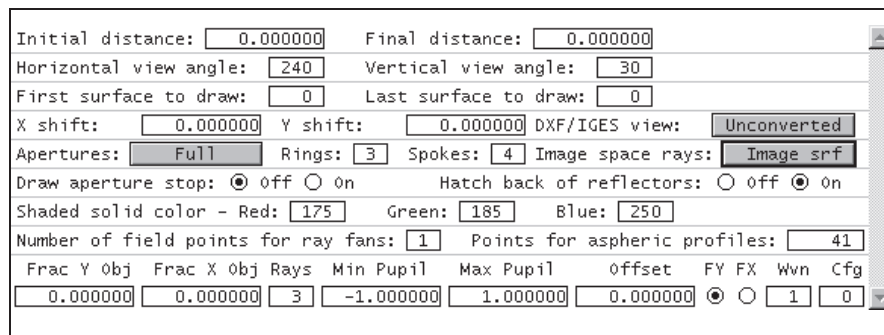 Initial distance: 0.000000 Final distance: 0.000000
Horizontal view angle: 240 Vertical view angle: 30
First surface to draw: 0 Last surface to draw: 0
X shift: 0.000000 Y shift: 0.000000 DXF/IGES view: Unconverted
Apertures: Full Rings: 3 Spokes: 4 Image space rays: Image srf
Draw aperture stop: Off On Hatch back of reflectors: Off On
Shaded solid color - Red: 175 Green: 185 Blue: 250
Number of field points for ray fans: 1 Points for aspheric profiles: 41
Frac Y Obj Frac X Obj Rays Min Pupil Max Pupil Offset FY FX Wvn Cfg
0.000000 0.000000 3 -1.000000 1.000000 0.000000 1 0